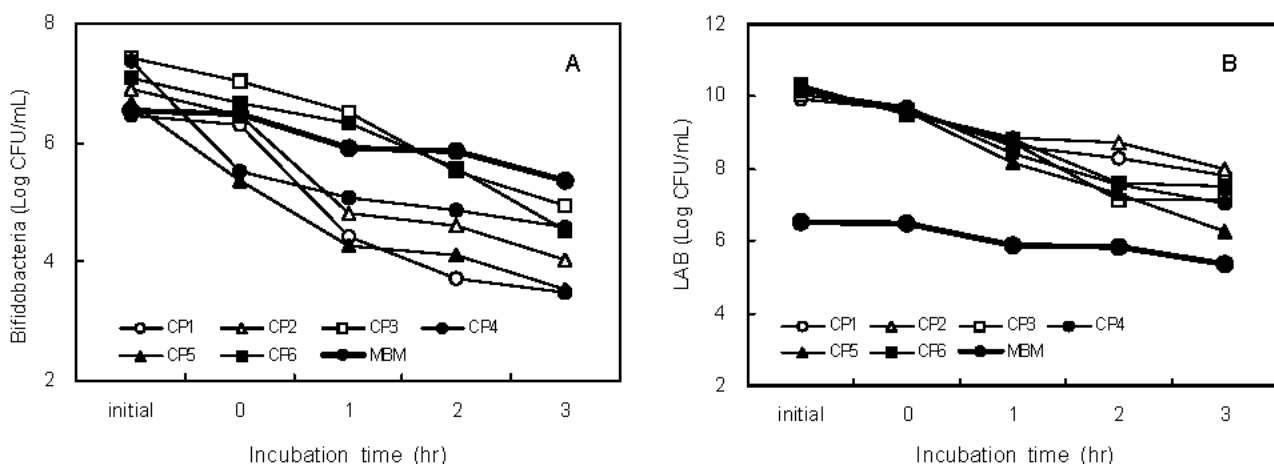 8
6
4
2
Bifidobacteria (Log CFU/mL)
A
CP1 CP2 CP3 CP4
CP5 CP6 MBM
initial 0 1 2 3
Incubation time (hr)
12
10
8
6
4
2
LAB (Log CFU/mL)
B
CP1 CP2 CP3 CP4
CP5 CP6 MBM
initial 0 1 2 3
Incubation time (hr)